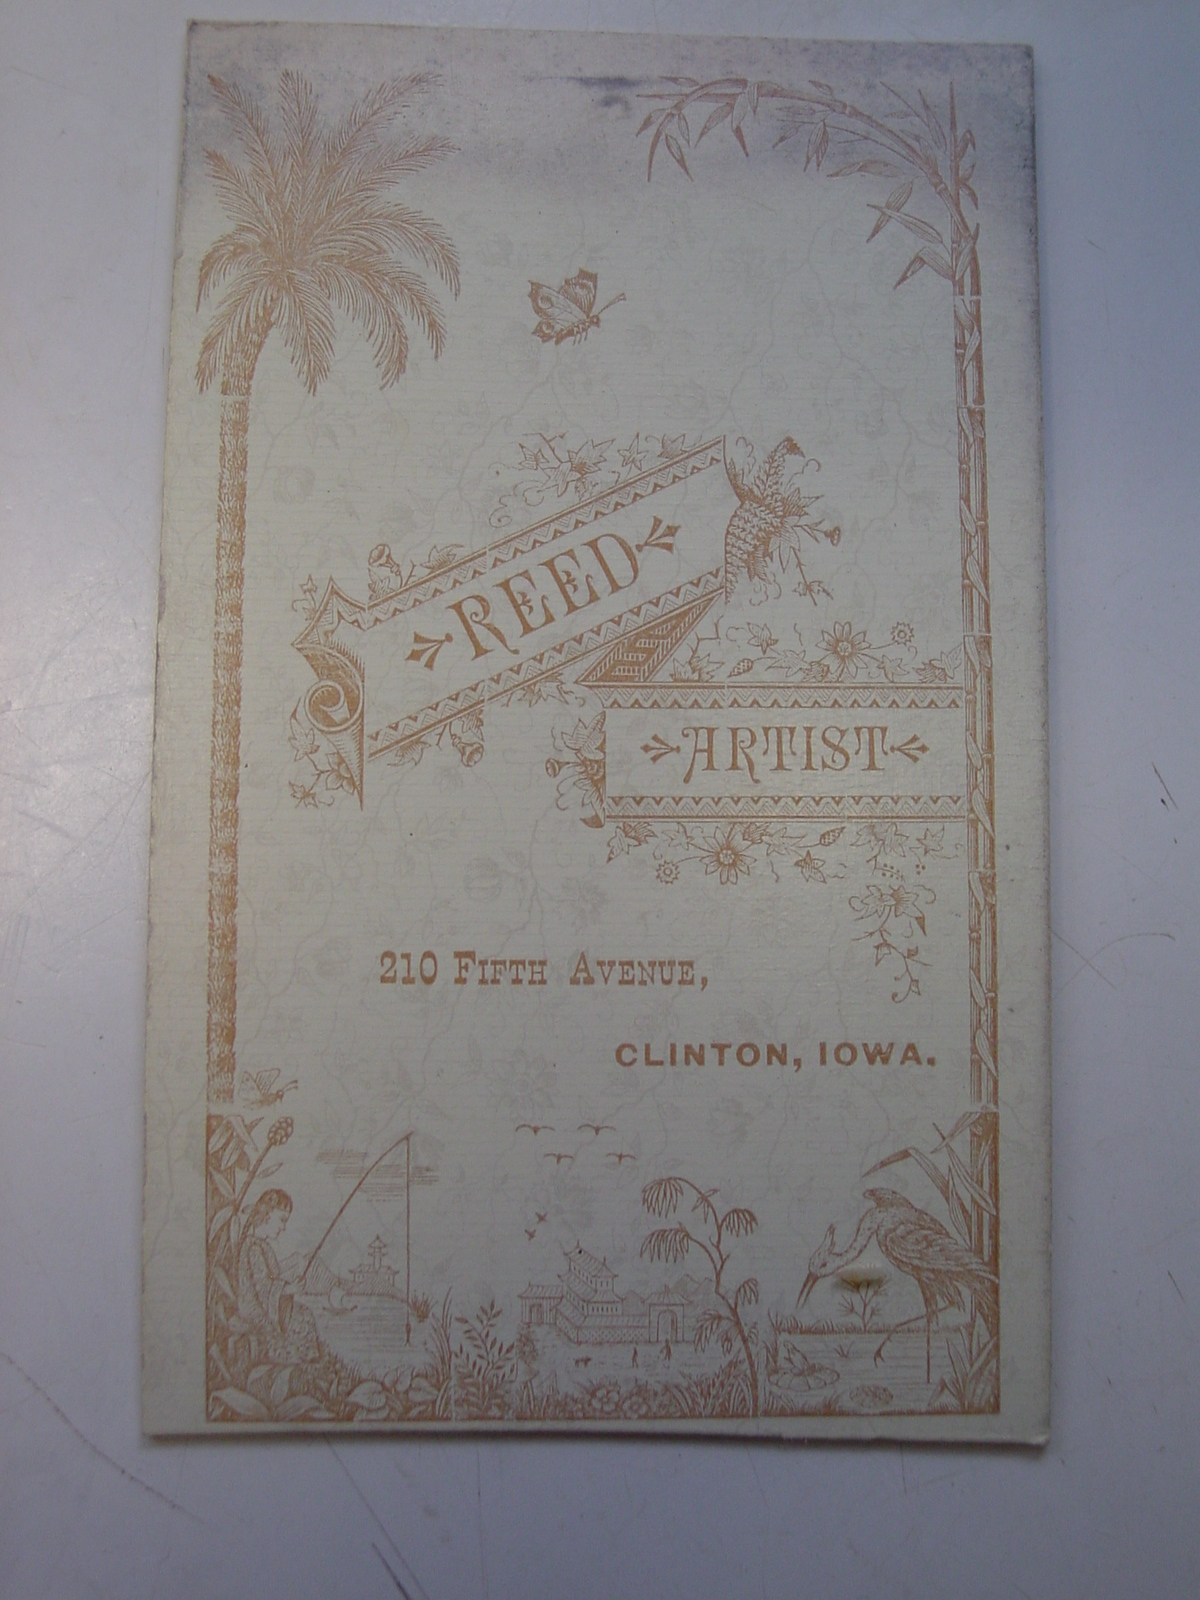 REED
ARTIST
210 FIFTH AVENUE,
CLINTON, IOWA.